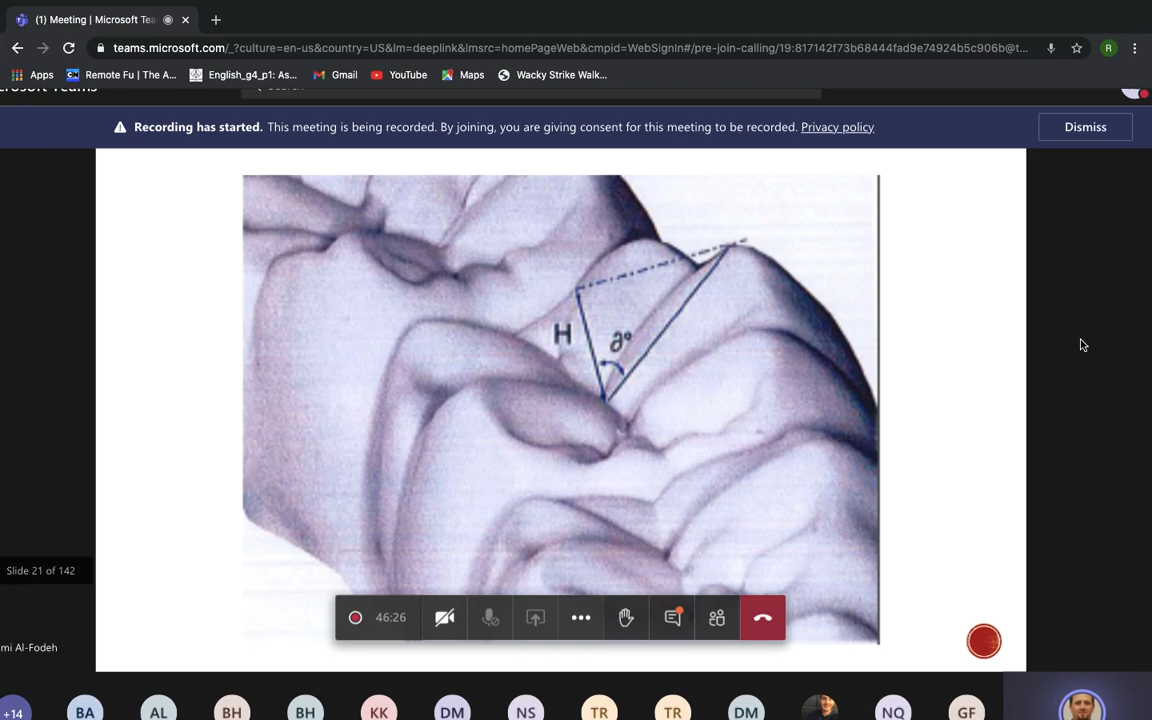 (1) Meeting | Microsoft Tea
teams.microsoft.com/_?culture=en-us&country=US&lm=deeplink&lmsrc=homePageWeb&cmpid=WebSignIn#/pre-join-calling/19:817142f73b68444fad9e74924b5c906b@t...
R
Apps
Remote Fu | The A...
English_g4_p1: As...
Gmail
YouTube
Maps
Wacky Strike Walk...
Recording has started. This meeting is being recorded. By joining, you are giving consent for this meeting to be recorded. Privacy policy
Dismiss
H
∂°
Slide 21 of 142
46:26
mi Al-Fodeh
+14
BA
AL
BH
BH
KK
DM
NS
TR
TR
DM
NQ
GF